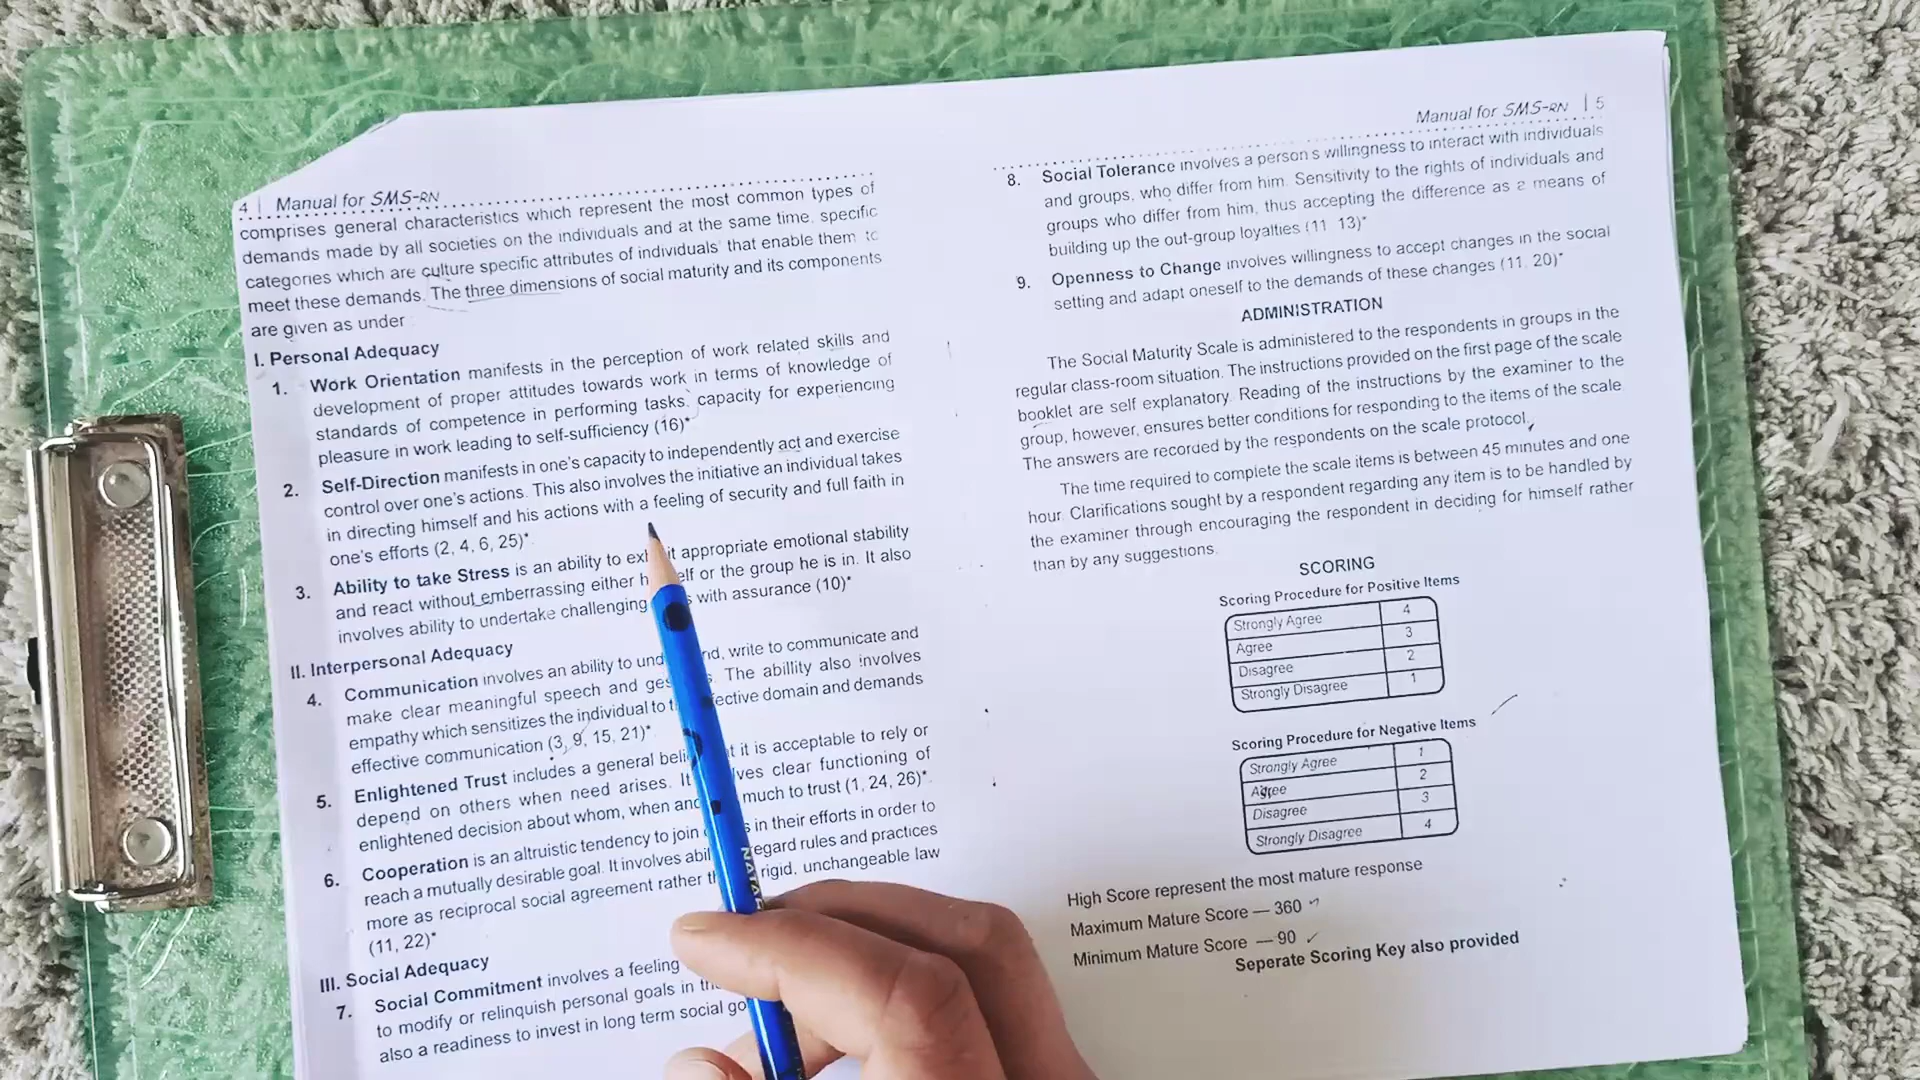 4 | Manual for SMS-RN
comprises general characteristics which represent the most common types of
demands made by all societies on the individuals and at the same time, specific
categories which are culture specific attributes of individuals that enable them to
meet these demands. The three dimensions of social maturity and its components
are given as under
I. Personal Adequacy
1. Work Orientation manifests in the perception of work related skills and
development of proper attitudes towards work in terms of knowledge of
standards of competence in performing tasks, capacity for experiencing
pleasure in work leading to self-sufficiency (16)*
2. Self-Direction manifests in one's capacity to independently act and exercise
control over one's actions. This also involves the initiative an individual takes
in directing himself and his actions with a feeling of security and full faith in
one's efforts (2, 4, 6, 25)*.
3. Ability to take Stress is an ability to appropriate emotional stability
and react without emberrassing either or the group he is in. It also
involves ability to undertake challenging with assurance (10)*
II. Interpersonal Adequacy
4. Communication involves an ability to write to communicate and
make clear meaningful speech and The abillity also involves
empathy which sensitizes the individual to domain and demands
effective communication (3, 9, 15, 21)*.
5. Enlightened Trust includes a general it is acceptable to rely or
depend on others when need arises. It clear functioning of
enlightened decision about whom, when and much to trust (1, 24, 26)*.
6. Cooperation is an altruistic tendency to join in their efforts in order to
reach a mutually desirable goal. It involves regard rules and practices
more as reciprocal social agreement rather rigid, unchangeable law
(11, 22)*
III. Social Adequacy
7. Social Commitment involves a feeling
to modify or relinquish personal goals in
also a readiness to invest in long term social
Manual for SMS-RN | 5
8. Social Tolerance involves a person s willingness to interact with individuals
and groups, who differ from him. Sensitivity to the rights of individuals and
groups who differ from him, thus accepting the difference as a means of
building up the out-group loyalties (11 13)*
9. Openness to Change involves willingness to accept changes in the social
setting and adapt oneself to the demands of these changes (11, 20)*
ADMINISTRATION
The Social Maturity Scale is administered to the respondents in groups in the
regular class-room situation. The instructions provided on the first page of the scale
booklet are self explanatory. Reading of the instructions by the examiner to the
group, however, ensures better conditions for responding to the items of the scale
The answers are recorded by the respondents on the scale protocol,
The time required to complete the scale items is between 45 minutes and one
hour. Clarifications sought by a respondent regarding any item is to be handled by
the examiner through encouraging the respondent in deciding for himself rather
than by any suggestions.
SCORING
Scoring Procedure for Positive Items
Strongly Agree 4
Agree 3
Disagree 2
Strongly Disagree 1
Scoring Procedure for Negative Items
Strongly Agree 1
Agree 2
Disagree 3
Strongly Disagree 4
High Score represent the most mature response
Maximum Mature Score — 360
Minimum Mature Score — 90
Seperate Scoring Key also provided